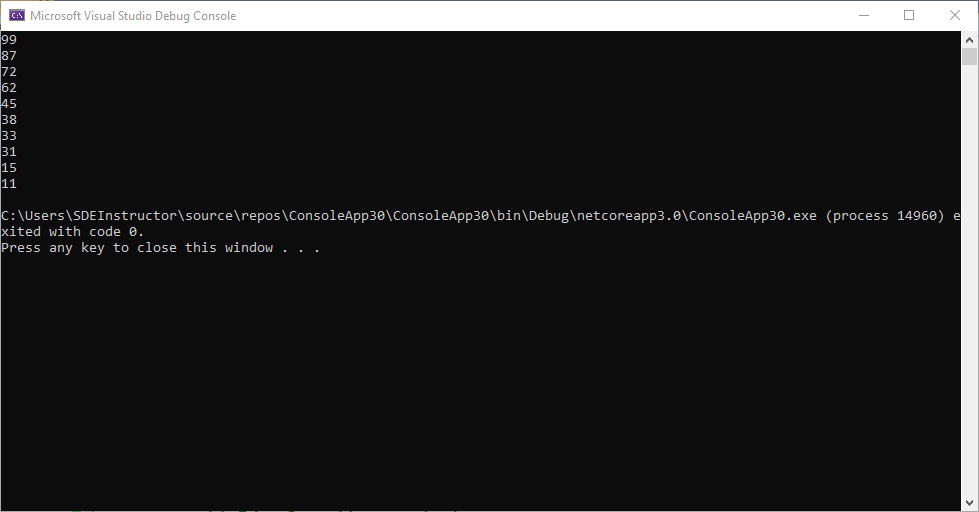 Microsoft Visual Studio Debug Console
99
87
72
62
45
38
33
31
15
11
C:\Users\SDEInstructor\source\repos\ConsoleApp30\ConsoleApp30\bin\Debug\netcoreapp3.0\ConsoleApp30.exe (process 14960) e
xited with code 0.
Press any key to close this window . . .